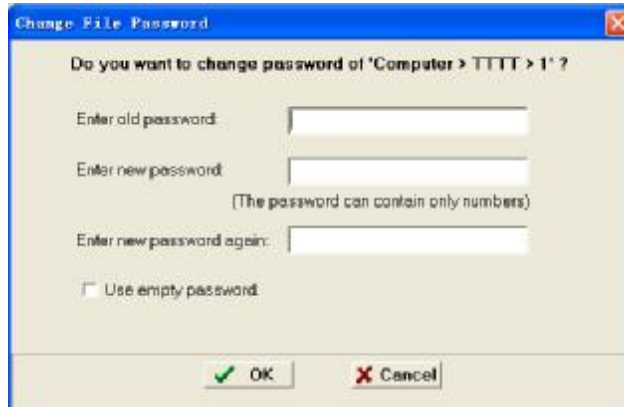 Change File Password
Do you want to change password of 'Computer > TTTT > 1' ?
Enter old password:
Enter new password:
(The password can contain only numbers)
Enter new password again:
Use empty password
OK
Cancel